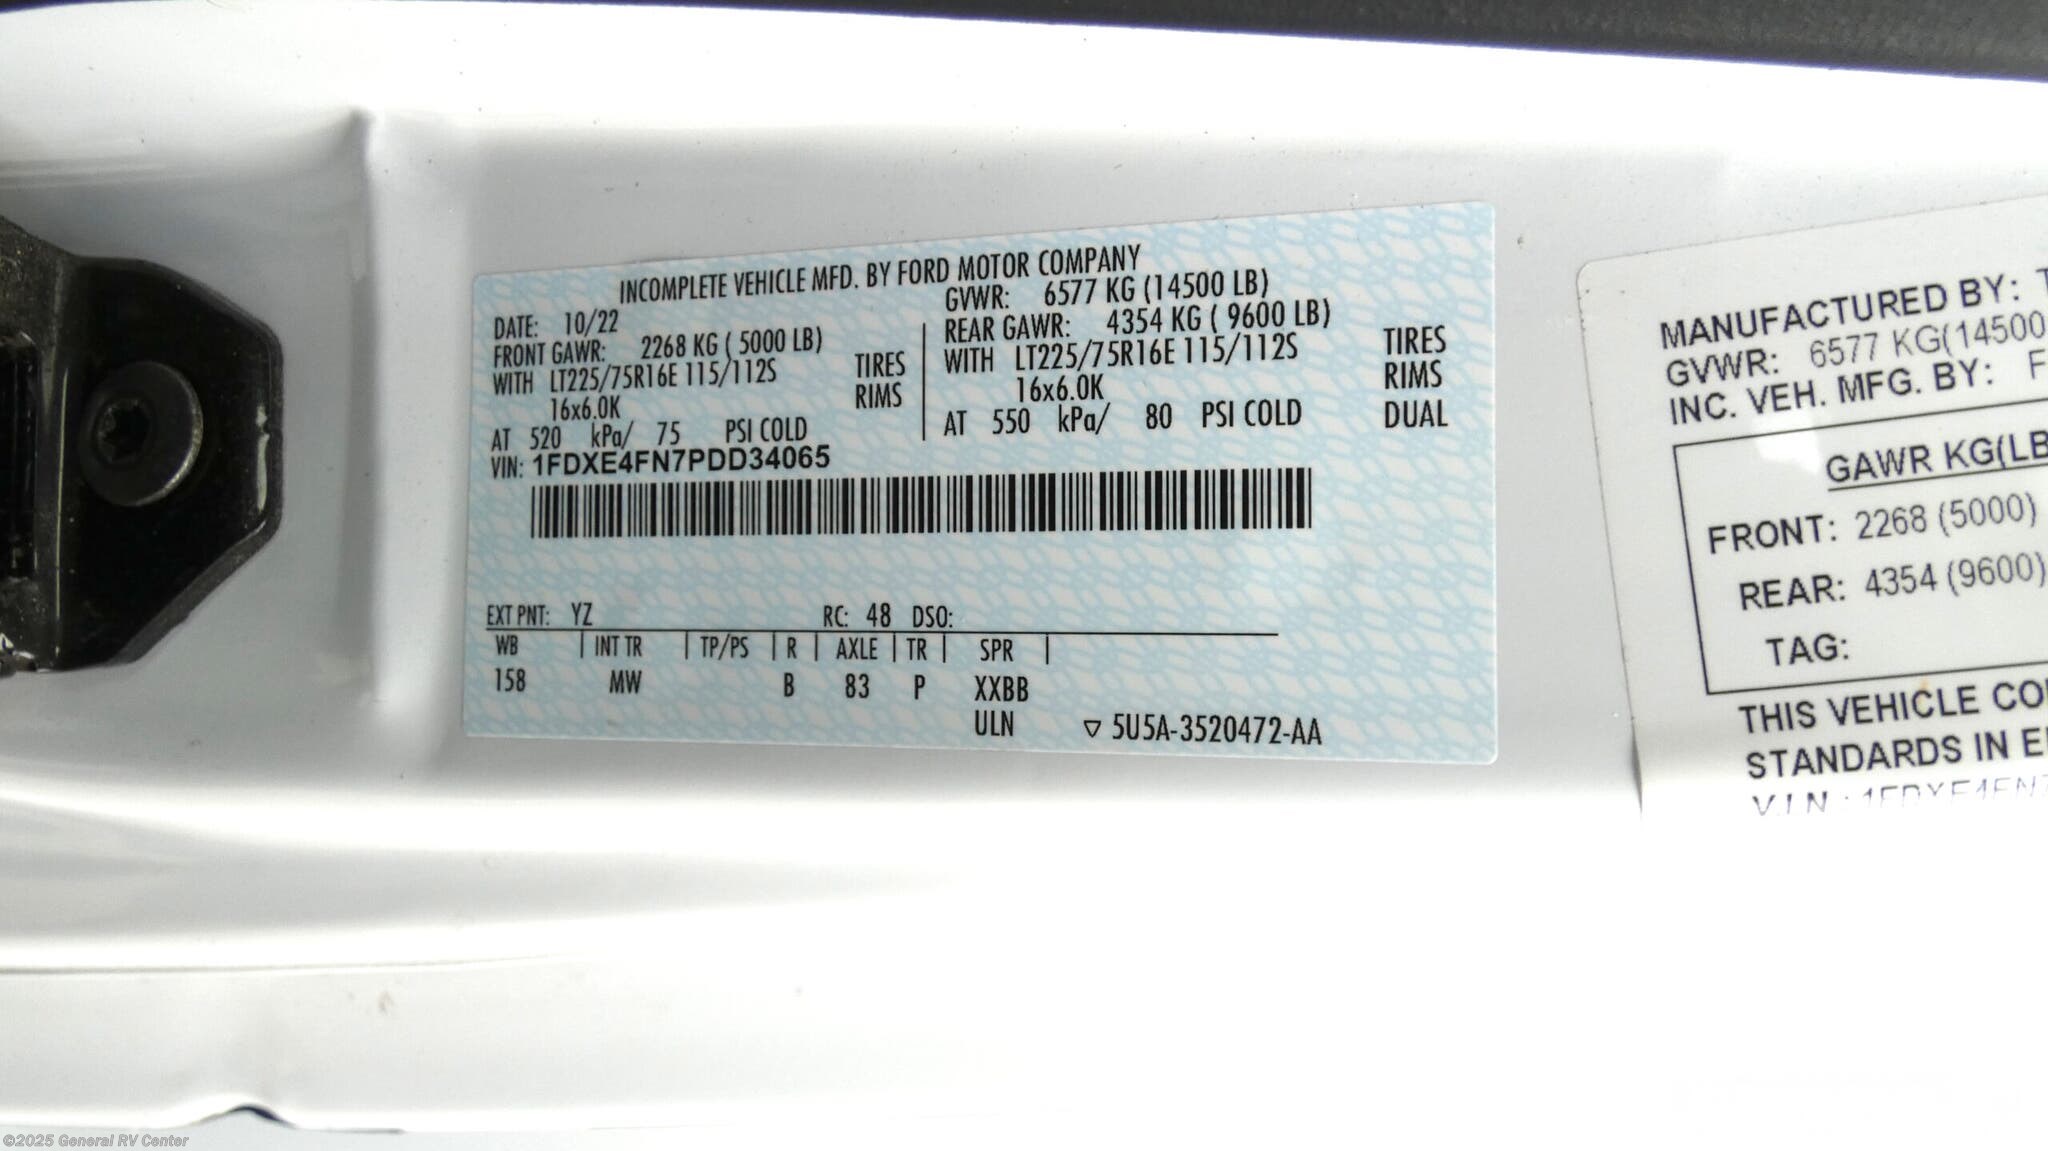 INCOMPLETE VEHICLE MFD. BY FORD MOTOR COMPANY
DATE: 10/22 GVWR: 6577 KG (14500 LB)
FRONT GAWR: 2268 KG ( 5000 LB) REAR GAWR: 4354 KG ( 9600 LB)
WITH LT225/75R16E 115/112S TIRES WITH LT225/75R16E 115/112S TIRES
16x6.0K RIMS 16x6.0K RIMS
AT 520 kPa/ 75 PSI COLD AT 550 kPa/ 80 PSI COLD DUAL
VIN: 1FDXE4FN7PDD34065
EXT PNT: YZ RC: 48 DSO:
WB | INT TR | TP/PS | R | AXLE | TR | SPR |
158 MW B 83 P XXBB
ULN ▽ 5U5A-3520472-AA
MANUFACTURED BY: T
GVWR: 6577 KG(14500
INC. VEH. MFG. BY: F
GAWR KG(LB
FRONT: 2268 (5000)
REAR: 4354 (9600)
TAG:
THIS VEHICLE CO
STANDARDS IN E
V.I.N.: 1FDXE4FN7
©2025 General RV Center